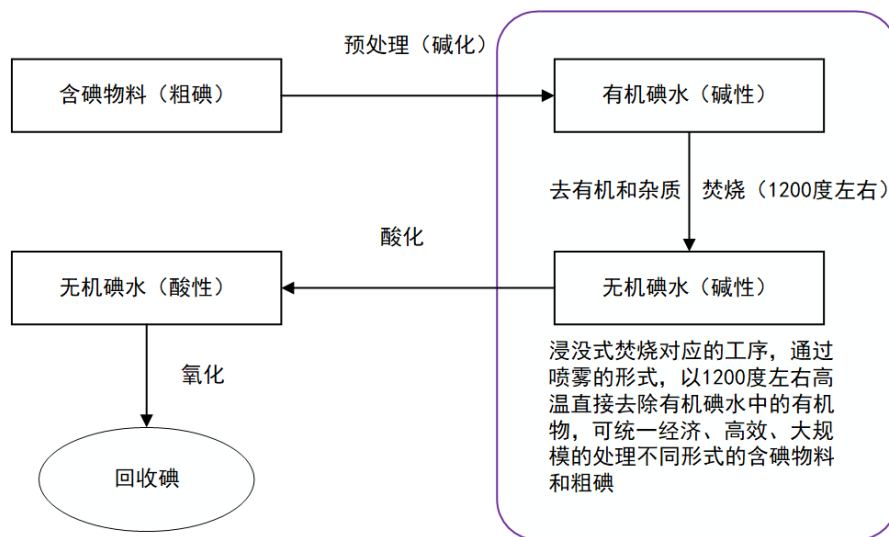 预处理（碱化）
含碘物料（粗碘）
有机碘水（碱性）
去有机和杂质
焚烧（1200度左右）
酸化
无机碘水（酸性）
无机碘水（碱性）
浸没式焚烧对应的工序，通过
喷雾的形式，以1200度左右高
温直接去除有机碘水中的有机
物，可统一经济、高效、大规
模的处理不同形式的含碘物料
和粗碘
氧化
回收碘